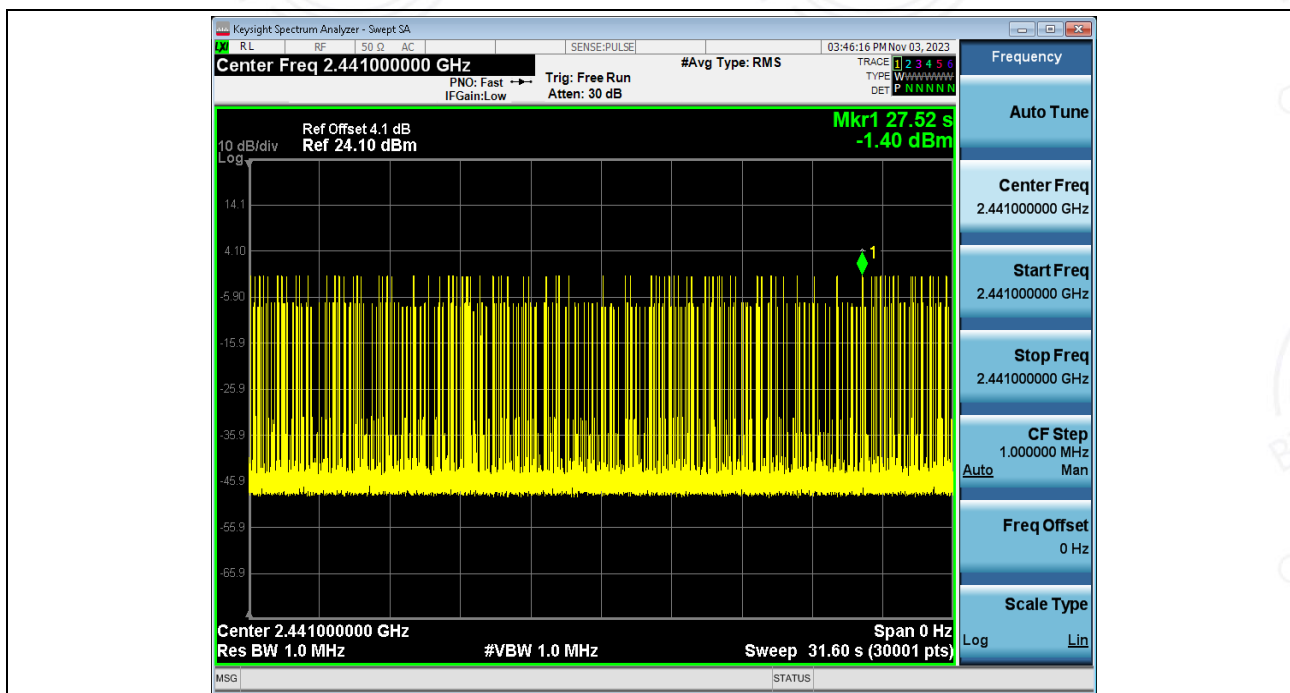 Keysight Spectrum Analyzer - Swept SA
LXI RL RF 50 Ω AC SENSE:PULSE 03:46:16 PM Nov 03, 2023
Center Freq 2.441000000 GHz #Avg Type: RMS TRACE 1 2 3 4 5 6
PNO: Fast Trig: Free Run TYPE WWWWWW
IFGain:Low Atten: 30 dB DET P N N N N N
Mkr1 27.52 s
Ref Offset 4.1 dB
10 dB/div Ref 24.10 dBm -1.40 dBm
Log
14.1
4.10
1
-5.90
-15.9
-25.9
-35.9
-45.9
-55.9
-65.9
Center 2.441000000 GHz Span 0 Hz
Res BW 1.0 MHz #VBW 1.0 MHz Sweep 31.60 s (30001 pts)
MSG STATUS
Frequency
Auto Tune
Center Freq
2.441000000 GHz
Start Freq
2.441000000 GHz
Stop Freq
2.441000000 GHz
CF Step
1.000000 MHz
Auto Man
Freq Offset
0 Hz
Scale Type
Log Lin